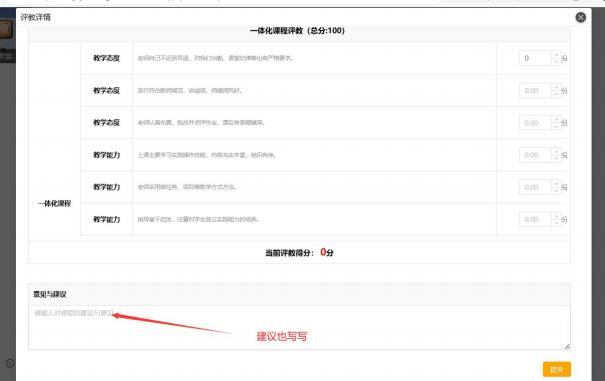 评教详情
一体化课程评教（总分:100）
教学态度 老师自己不迟到早退，对我们出勤、课堂纪律等也有严格要求。 0 分
教学态度 言行符合教师规范，讲诚信，师德师风好。 0.00 分
教学态度 老师认真布置、批改并点评作业，课后有答疑辅导。 0.00 分
教学能力 上课主要学习实践操作技能，内容充实丰富，组织有序。 0.00 分
教学能力 老师采用做任务、项目等教学方式方法。 0.00 分
一体化课程
教学能力 指导富于启发，注重对学生独立实践能力的培养。 0.00 分
当前评教得分： 0分
意见与建议
请输入对课程的建议与意见
建议也写写
提交